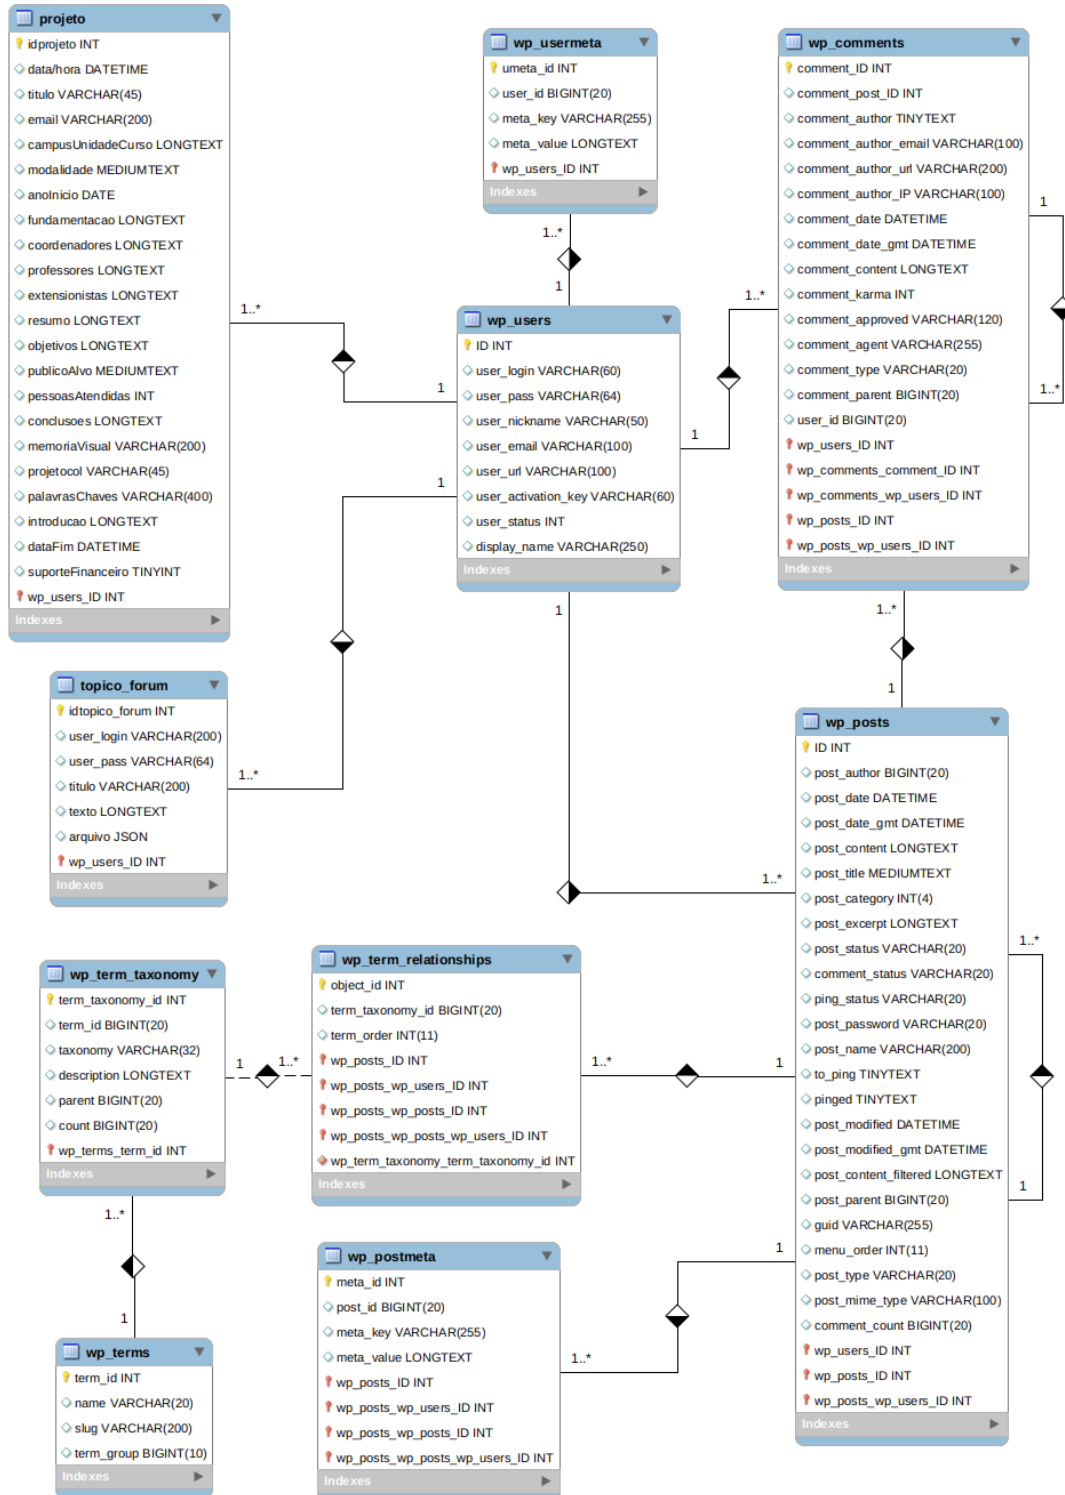 projeto
idprojeto INT
data/hora DATETIME
titulo VARCHAR(45)
email VARCHAR(200)
campusUnidadeCurso LONGTEXT
modalidade MEDIUMTEXT
anoInicio DATE
fundamentacao LONGTEXT
coordenadores LONGTEXT
professores LONGTEXT
extensionistas LONGTEXT
resumo LONGTEXT
objetivos LONGTEXT
publicoAlvo MEDIUMTEXT
pessoasAtendidas INT
conclusoes LONGTEXT
memoriaVisual VARCHAR(200)
projetocol VARCHAR(45)
palavrasChaves VARCHAR(400)
introducao LONGTEXT
dataFim DATETIME
suporteFinanceiro TINYINT
wp_users_ID INT
Indexes
wp_usermeta
umeta_id INT
user_id BIGINT(20)
meta_key VARCHAR(255)
meta_value LONGTEXT
wp_users_ID INT
Indexes
wp_comments
comment_ID INT
comment_post_ID INT
comment_author TINYTEXT
comment_author_email VARCHAR(100)
comment_author_url VARCHAR(200)
comment_author_IP VARCHAR(100)
comment_date DATETIME
comment_date_gmt DATETIME
comment_content LONGTEXT
comment_karma INT
comment_approved VARCHAR(120)
comment_agent VARCHAR(255)
comment_type VARCHAR(20)
comment_parent BIGINT(20)
user_id BIGINT(20)
wp_users_ID INT
wp_comments_comment_ID INT
wp_comments_wp_users_ID INT
wp_posts_ID INT
wp_posts_wp_users_ID INT
Indexes
1
1..*
1..*
1
1..*
1
1..*
1
wp_users
ID INT
user_login VARCHAR(60)
user_pass VARCHAR(64)
user_nickname VARCHAR(50)
user_email VARCHAR(100)
user_url VARCHAR(100)
user_activation_key VARCHAR(60)
user_status INT
display_name VARCHAR(250)
Indexes
1
1..*
1
1..*
1..*
1
topico_forum
idtopico_forum INT
user_login VARCHAR(200)
user_pass VARCHAR(64)
titulo VARCHAR(200)
texto LONGTEXT
arquivo JSON
wp_users_ID INT
Indexes
wp_posts
ID INT
post_author BIGINT(20)
post_date DATETIME
post_date_gmt DATETIME
post_content LONGTEXT
post_title MEDIUMTEXT
post_category INT(4)
post_excerpt LONGTEXT
post_status VARCHAR(20)
comment_status VARCHAR(20)
ping_status VARCHAR(20)
post_password VARCHAR(20)
post_name VARCHAR(200)
to_ping TINYTEXT
pinged TINYTEXT
post_modified DATETIME
post_modified_gmt DATETIME
post_content_filtered LONGTEXT
post_parent BIGINT(20)
guid VARCHAR(255)
menu_order INT(11)
post_type VARCHAR(20)
post_mime_type VARCHAR(100)
comment_count BIGINT(20)
wp_users_ID INT
wp_posts_ID INT
wp_posts_wp_users_ID INT
Indexes
1..*
1
wp_term_taxonomy
term_taxonomy_id INT
term_id BIGINT(20)
taxonomy VARCHAR(32)
description LONGTEXT
parent BIGINT(20)
count BIGINT(20)
wp_terms_term_id INT
Indexes
1
1..*
wp_term_relationships
object_id INT
term_taxonomy_id BIGINT(20)
term_order INT(11)
wp_posts_ID INT
wp_posts_wp_users_ID INT
wp_posts_wp_posts_ID INT
wp_posts_wp_posts_wp_users_ID INT
wp_term_taxonomy_term_taxonomy_id INT
Indexes
1..*
1
1..*
1
wp_terms
term_id INT
name VARCHAR(20)
slug VARCHAR(200)
term_group BIGINT(10)
Indexes
wp_postmeta
meta_id INT
post_id BIGINT(20)
meta_key VARCHAR(255)
meta_value LONGTEXT
wp_posts_ID INT
wp_posts_wp_users_ID INT
wp_posts_wp_posts_ID INT
wp_posts_wp_posts_wp_users_ID INT
Indexes
1
1..*